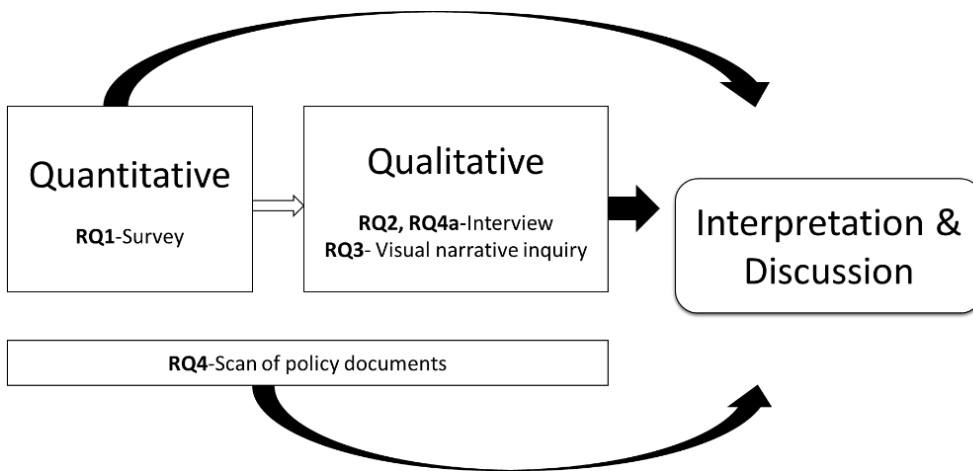 Quantitative
RQ1-Survey
Qualitative
RQ2, RQ4a-Interview
RQ3- Visual narrative inquiry
Interpretation &
Discussion
RQ4-Scan of policy documents